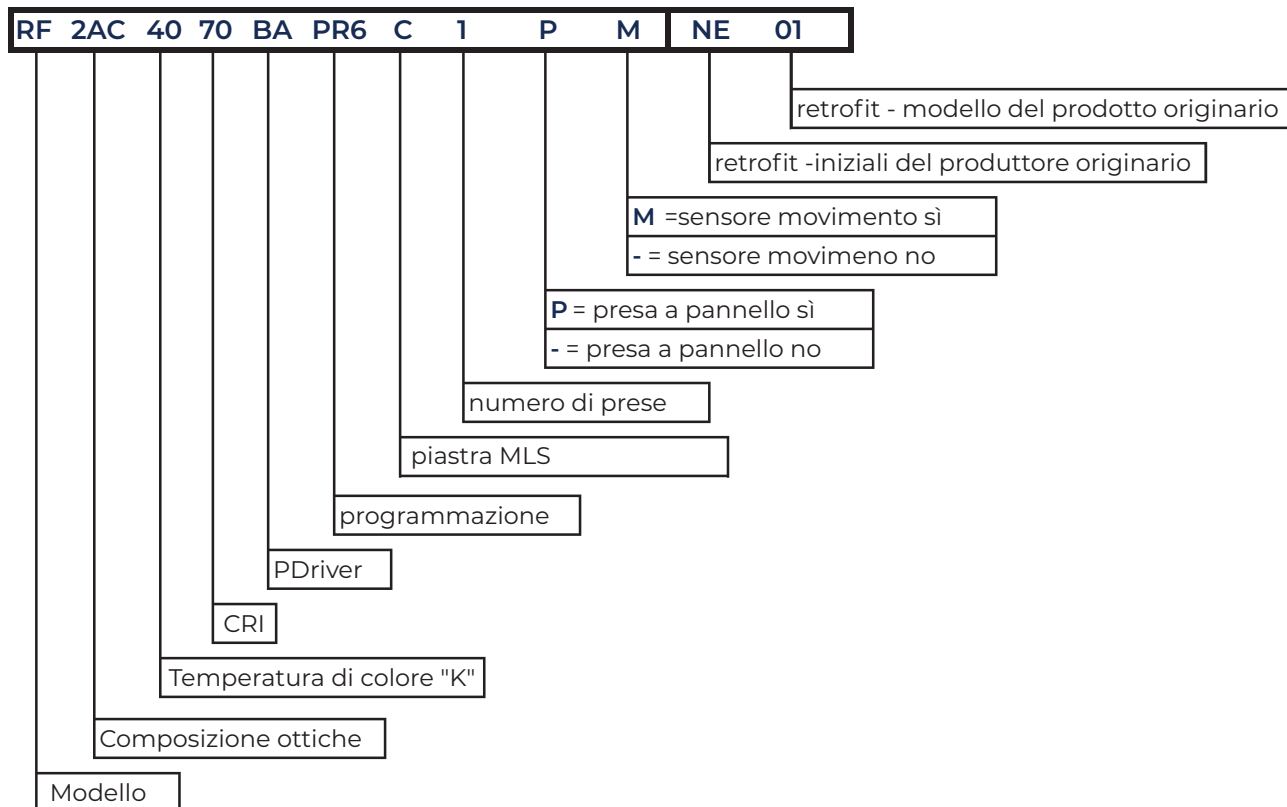 RF 2AC 40 70 BA PR6 C 1 P M NE 01
retrofit - modello del prodotto originario
retrofit -iniziali del produttore originario
M =sensore movimento sì
- = sensore movimeno no
P = presa a pannello sì
- = presa a pannello no
numero di prese
piastra MLS
programmazione
PDriver
CRI
Temperatura di colore "K"
Composizione ottiche
Modello